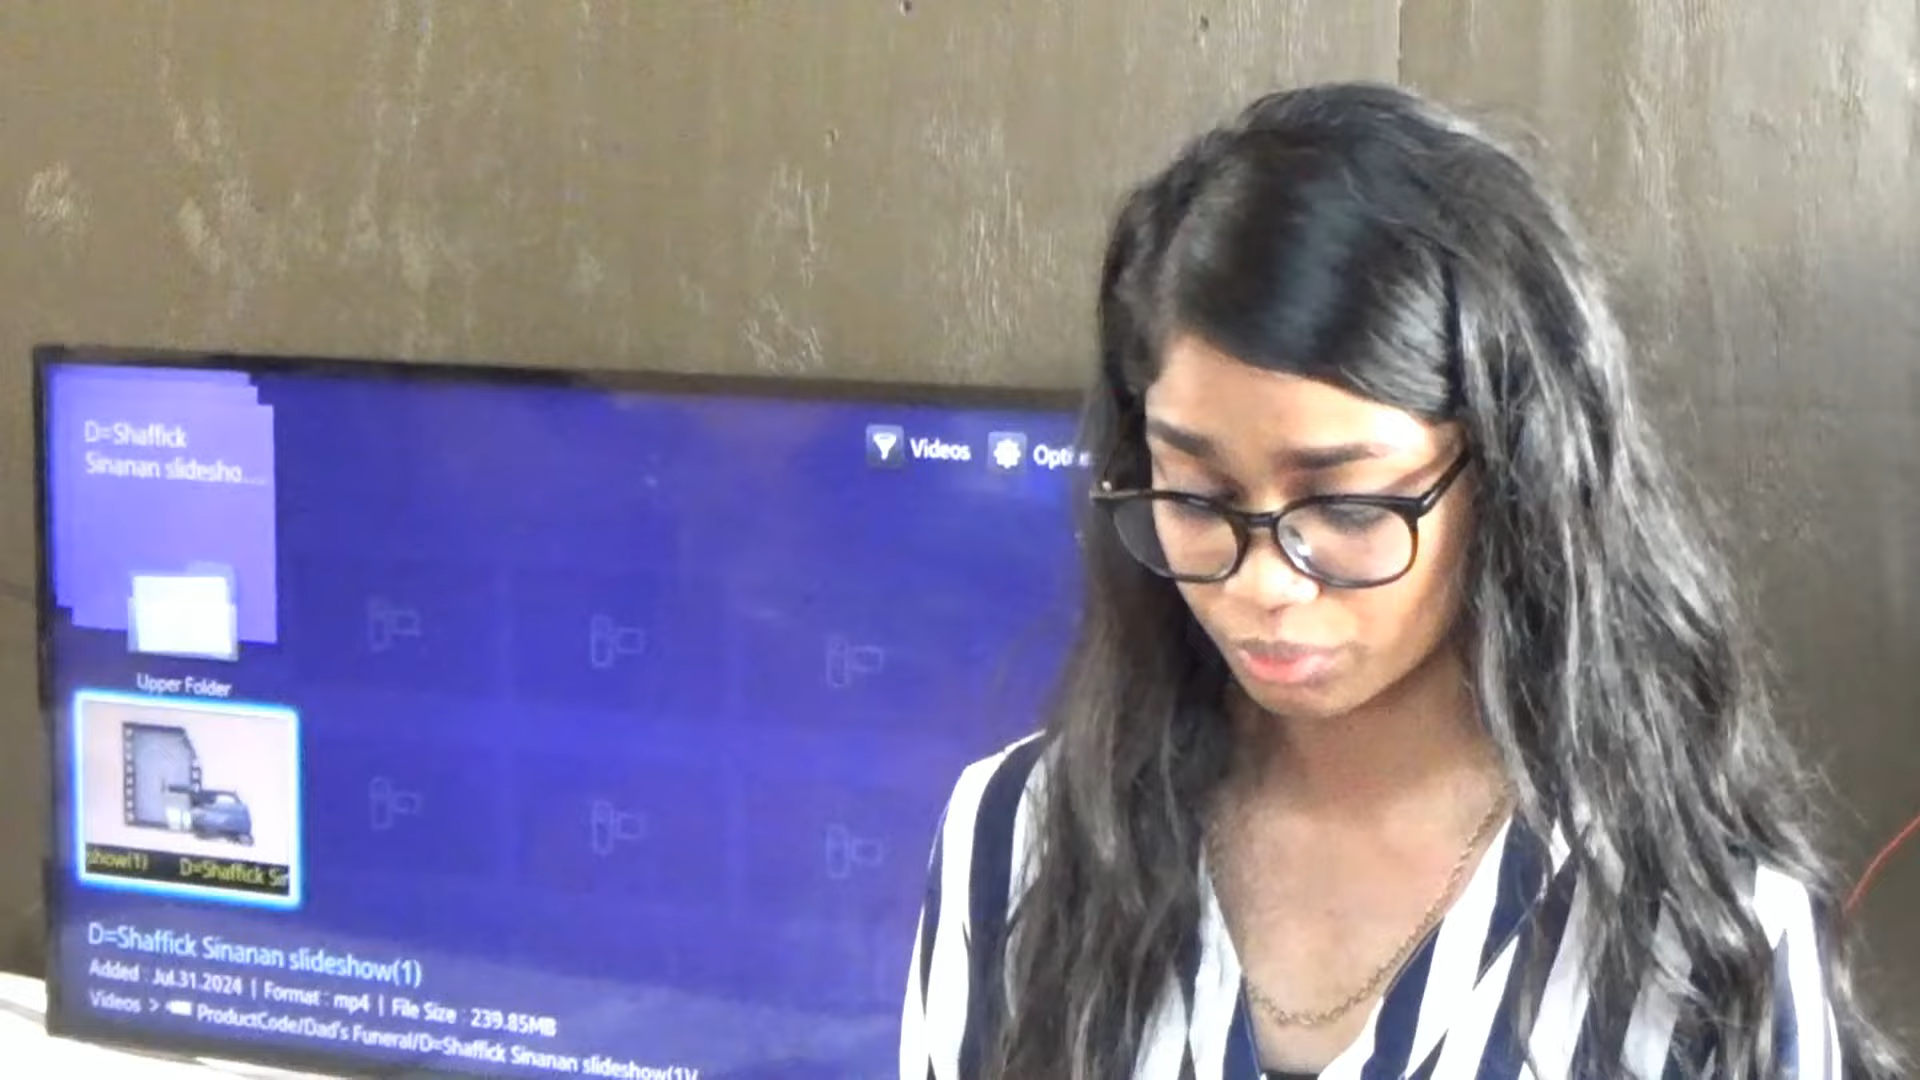 D=Shaffick
Sinanan slidesho...
Videos
Opti
Upper Folder
show(1) D=Shaffick Si
D=Shaffick Sinanan slideshow(1)
Added : Jul.31.2024 | Format : mp4 | File Size : 239.85MB
Videos > ProductCode/Dad's Funeral/D=Shaffick Sinanan slideshow(1)/